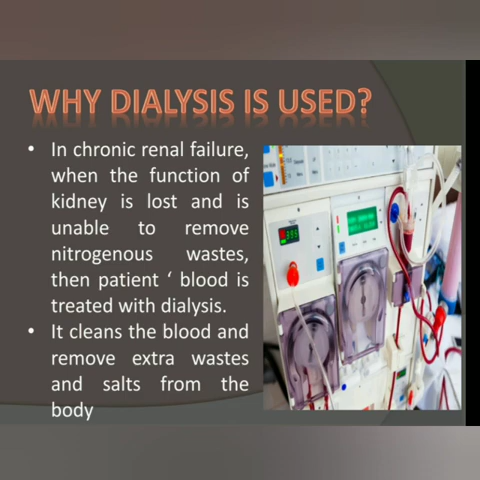 WHY DIALYSIS IS USED?
• In chronic renal failure,
when the function of
kidney is lost and is
unable to remove
nitrogenous wastes,
then patient ‘ blood is
treated with dialysis.
• It cleans the blood and
remove extra wastes
and salts from the
body